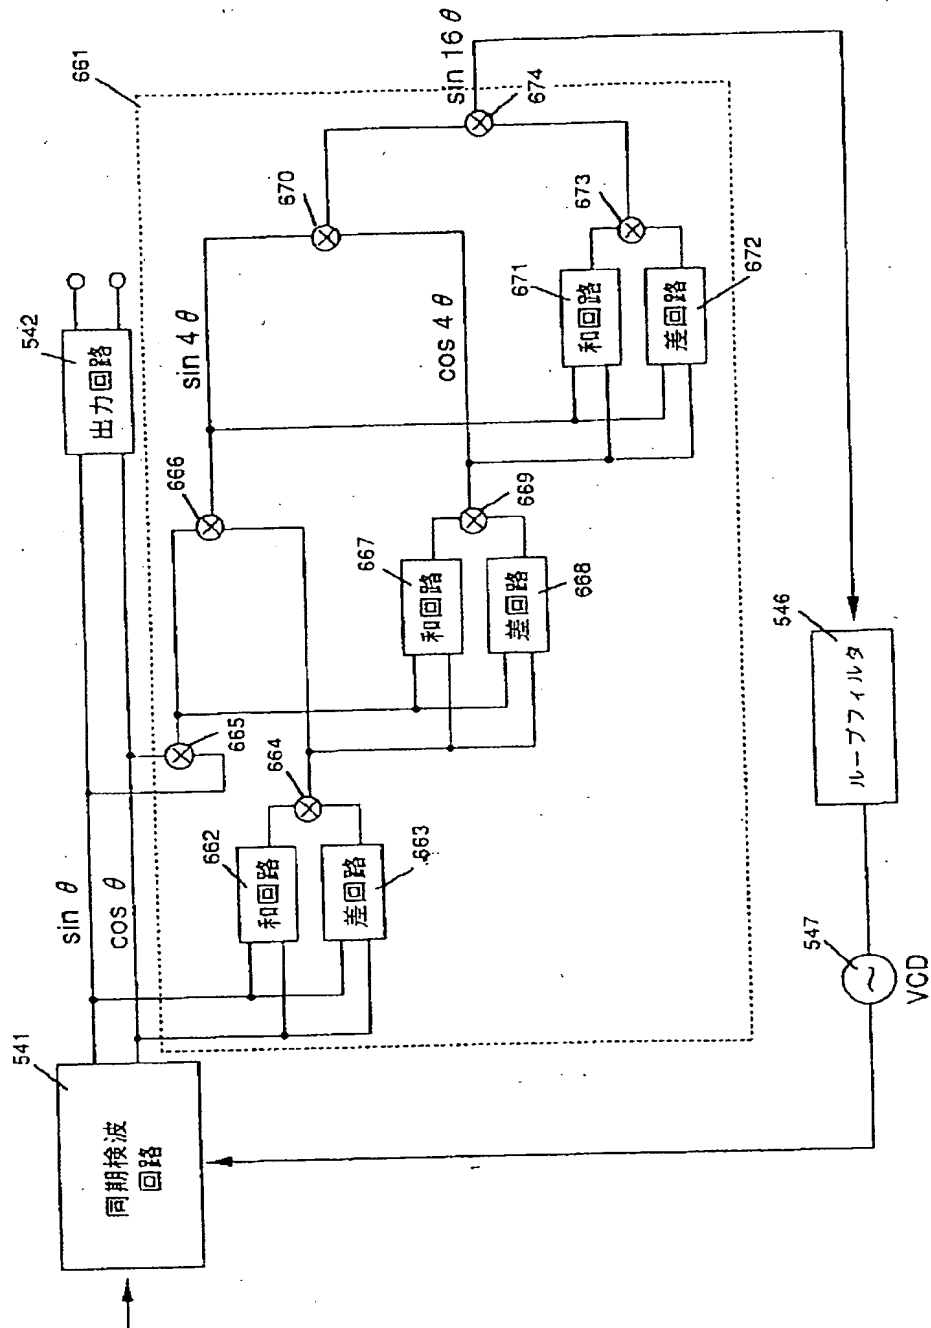 541
同期検波
回路
sin θ
cos θ
542
出力回路
661
662
和回路
差回路
663
664
665
666
sin 4θ
667
和回路
差回路
668
669
cos 4θ
670
671
和回路
差回路
672
673
sin 16θ
674
546
ループフィルタ
547
VCD